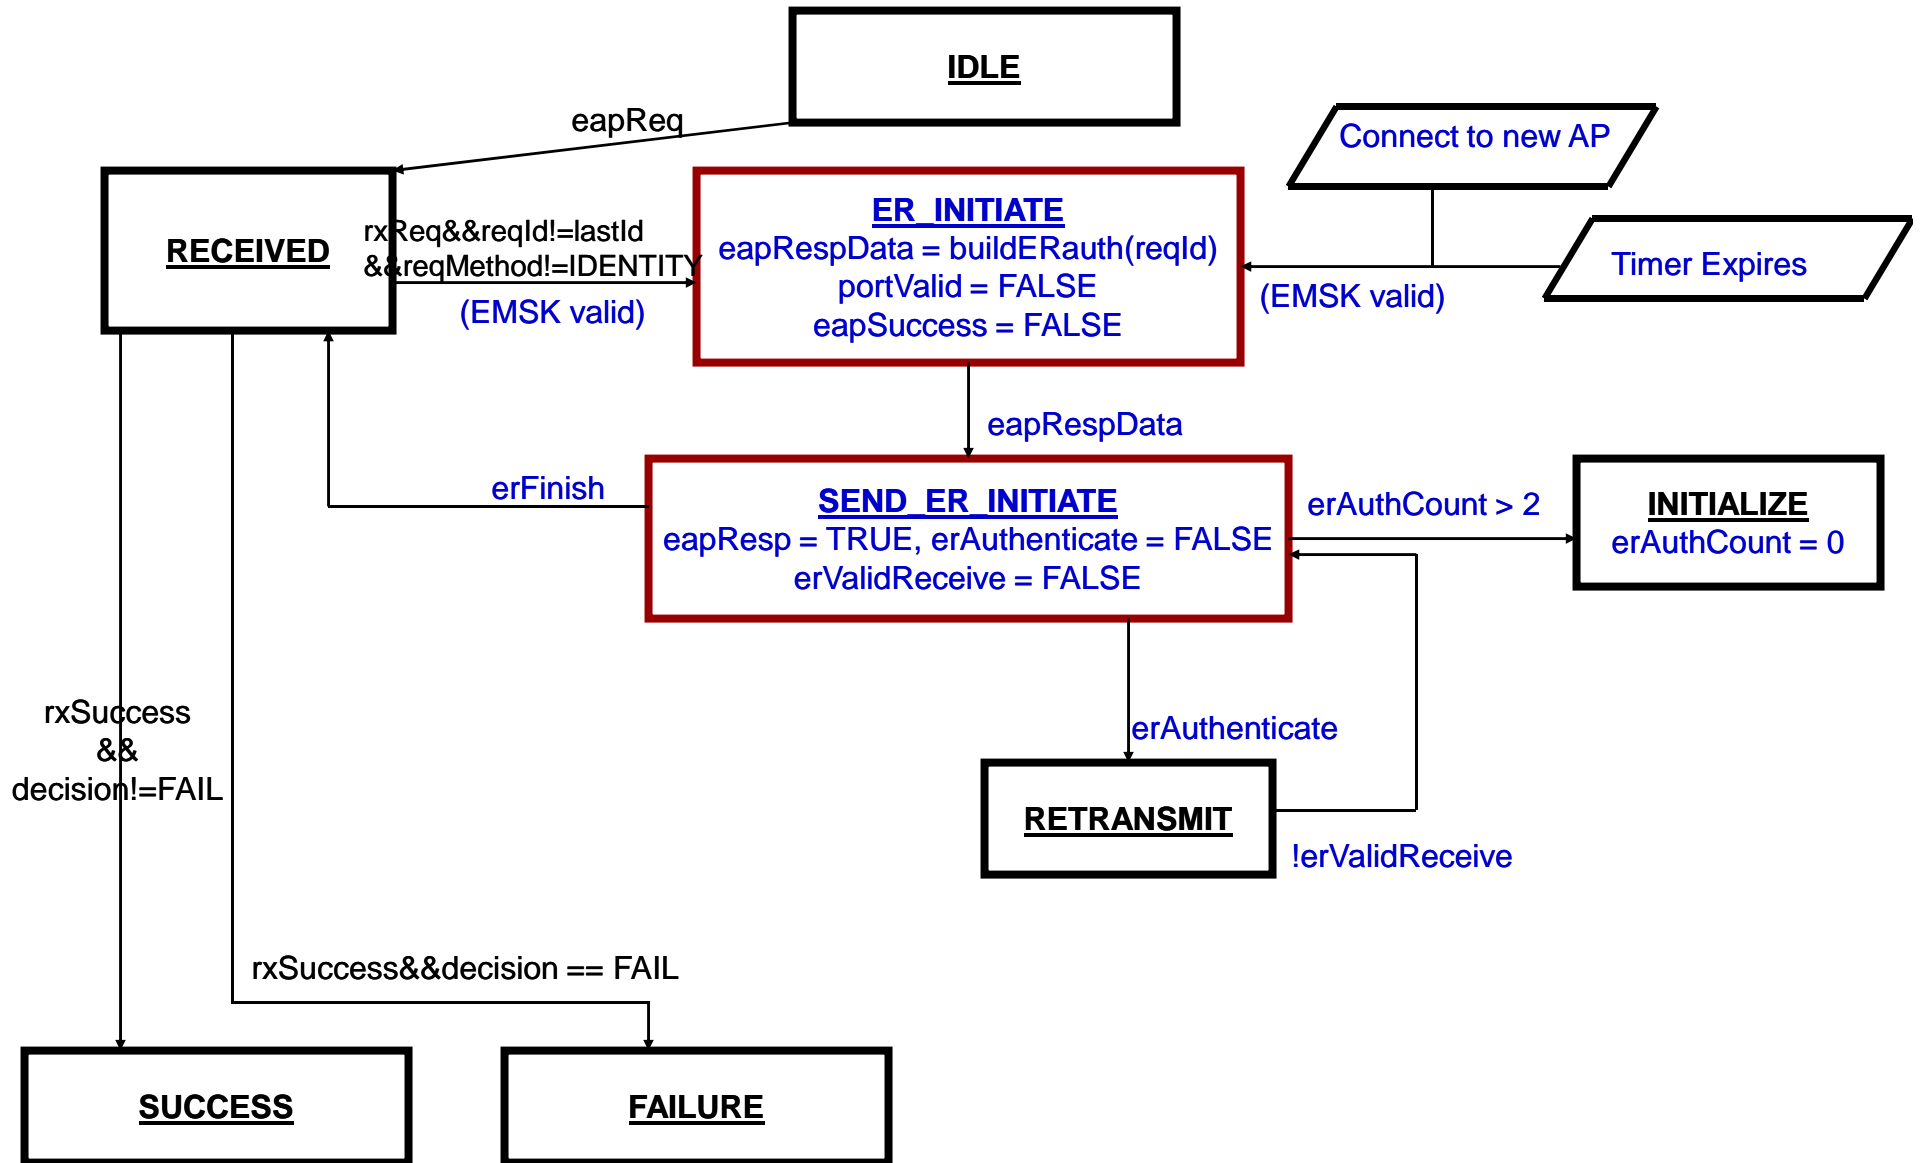 IDLE
eapReq
Connect to new AP
RECEIVED
rxReq&&reqId!=lastId
&&reqMethod!=IDENTITY
(EMSK valid)
ER_INITIATE
eapRespData = buildERauth(reqId)
portValid = FALSE
eapSuccess = FALSE
Timer Expires
(EMSK valid)
eapRespData
erFinish
SEND_ER_INITIATE
eapResp = TRUE, erAuthenticate = FALSE
erValidReceive = FALSE
erAuthCount > 2
INITIALIZE
erAuthCount = 0
rxSuccess
&&
decision!=FAIL
erAuthenticate
RETRANSMIT
!erValidReceive
rxSuccess&&decision == FAIL
SUCCESS
FAILURE